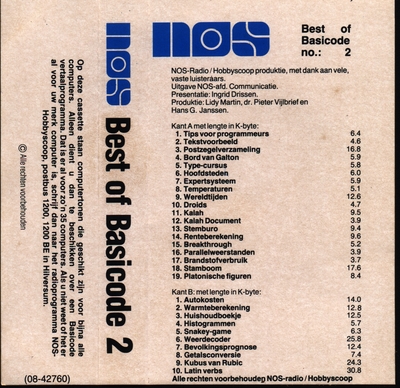 nos
Best of Basicode 2
Op deze cassette staan computertonen die geschikt zijn voor bijna alle
computers. Alleen dient u dan te beschikken over een Basicode
vertaalprogramma. Dat is er al voor zo'n 35 computers. Als u niet weet of het er
al voor uw merk computer is, schrijf dan naar het radioprogramma NOS-
Hobbyscoop, postbus 1200, 1200 BE in Hilversum.
© Alle rechten voorbehouden
(08-42760)
nos
Best of
Basicode
no.: 2
NOS-Radio / Hobbyscoop produktie, met dank aan vele,
vaste luisteraars.
Uitgave NOS-afd. Communicatie.
Presentatie: Ingrid Drissen.
Produktie: Lidy Martin, dr. Pieter Vijlbrief en
Hans G. Janssen.
Kant A met lengte in K-byte:
1. Tips voor programmeurs 6.4
2. Tekstvoorbeeld 4.6
3. Postzegelverzameling 16.8
4. Bord van Galton 5.9
5. Type-cursus 5.8
6. Hoofdsteden 6.0
7. Expertsysteem 5.9
8. Temperaturen 5.1
9. Wereldtijden 12.6
10. Droids 4.7
11. Kalah 9.5
12. Kalah Document 3.9
13. Stemburo 9.4
14. Renteberekening 9.6
15. Breakthrough 5.2
16. Parallelweerstanden 3.9
17. Brandstofverbruik 3.7
18. Stamboom 17.6
19. Platonische figuren 8.4
Kant B: met lengte in K-byte:
1. Autokosten 14.0
2. Warmteberekening 12.8
3. Huishoudboekje 12.5
4. Histogrammen 5.7
5. Snakey-game 6.3
6. Weerdecoder 25.8
7. Bevolkingsprognose 12.4
8. Getalsconversie 7.4
9. Kubus van Rubic 24.3
10. Latin verbs 30.8
Alle rechten voorbehouden NOS-radio / Hobbyscoop